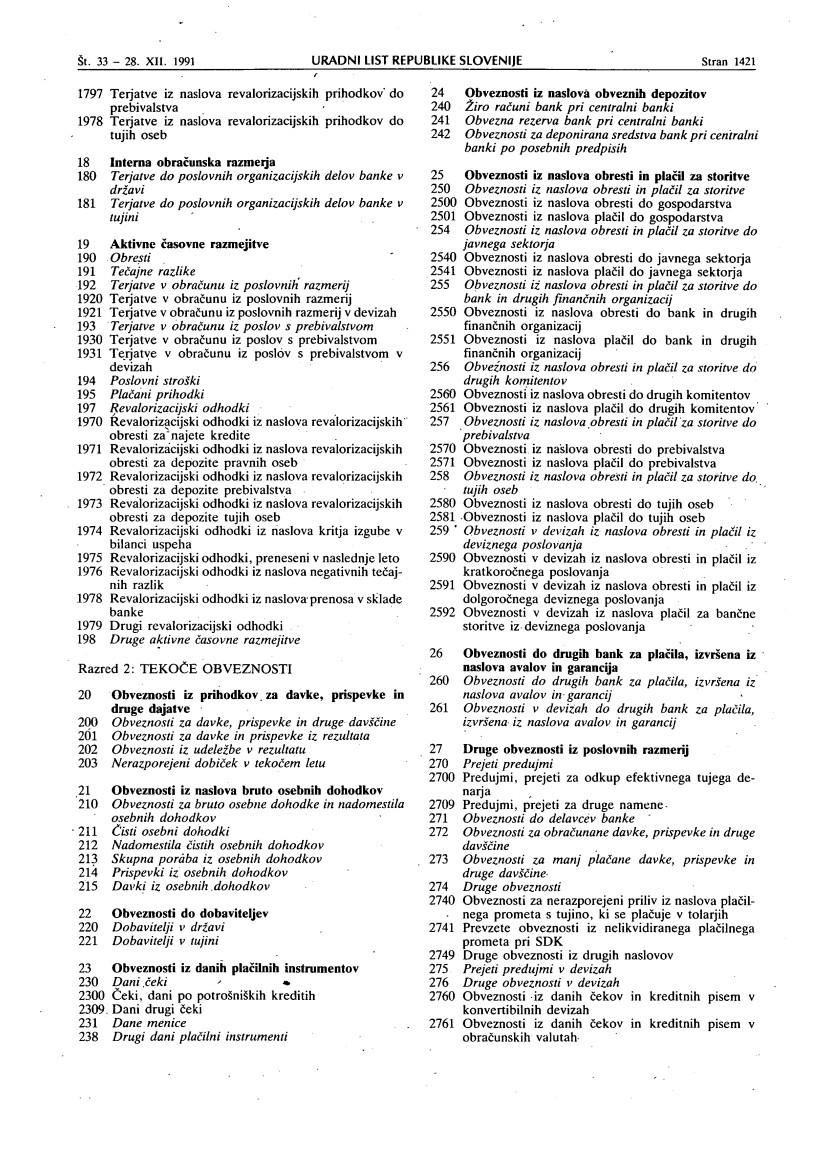 Št. 33 – 28. XII. 1991 URADNI LIST REPUBLIKE SLOVENIJE Stran 1421
1797 Terjatve iz naslova revalorizacijskih prihodkov do
prebivalstva
1978 Terjatve iz naslova revalorizacijskih prihodkov do
tujih oseb
18 Interna obračunska razmerja
180 Terjatve do poslovnih organizacijskih delov banke v
državi
181 Terjatve do poslovnih organizacijskih delov banke v
tujini
19 Aktivne časovne razmejitve
190 Obresti
191 Tečajne razlike
192 Terjatve v obračunu iz poslovnih razmerij
1920 Terjatve v obračunu iz poslovnih razmerij
1921 Terjatve v obračunu iz poslovnih razmerij v devizah
193 Terjatve v obračunu iz poslov s prebivalstvom
1930 Terjatve v obračunu iz poslov s prebivalstvom
1931 Terjatve v obračunu iz poslov s prebivalstvom v
devizah
194 Poslovni stroški
195 Plačani prihodki
197 Revalorizacijski odhodki
1970 Revalorizacijski odhodki iz naslova revalorizacijskih
obresti za najete kredite
1971 Revalorizacijski odhodki iz naslova revalorizacijskih
obresti za depozite pravnih oseb
1972 Revalorizacijski odhodki iz naslova revalorizacijskih
obresti za depozite prebivalstva
1973 Revalorizacijski odhodki iz naslova revalorizacijskih
obresti za depozite tujih oseb
1974 Revalorizacijski odhodki iz naslova kritja izgube v
bilanci uspeha
1975 Revalorizacijski odhodki, preneseni v naslednje leto
1976 Revalorizacijski odhodki iz naslova negativnih tečaj-
nih razlik
1978 Revalorizacijski odhodki iz naslova prenosa v sklade
banke
1979 Drugi revalorizacijski odhodki
198 Druge aktivne časovne razmejitve
Razred 2: TEKOČE OBVEZNOSTI
20 Obveznosti iz prihodkov za davke, prispevke in
druge dajatve
200 Obveznosti za davke, prispevke in druge davščine
201 Obveznosti za davke in prispevke iz rezultata
202 Obveznosti iz udeležbe v rezultatu
203 Nerazporejeni dobiček v tekočem letu
21 Obveznosti iz naslova bruto osebnih dohodkov
210 Obveznosti za bruto osebne dohodke in nadomestila
osebnih dohodkov
211 Čisti osebni dohodki
212 Nadomestila čistih osebnih dohodkov
213 Skupna poraba iz osebnih dohodkov
214 Prispevki iz osebnih dohodkov
215 Davki iz osebnih dohodkov
22 Obveznosti do dobaviteljev
220 Dobavitelji v državi
221 Dobavitelji v tujini
23 Obveznosti iz danih plačilnih instrumentov
230 Dani čeki
2300 Čeki, dani po potrošniških kreditih
2309 Dani drugi čeki
231 Dane menice
238 Drugi dani plačilni instrumenti
24 Obveznosti iz naslova obveznih depozitov
240 Žiro računi bank pri centralni banki
241 Obvezna rezerva bank pri centralni banki
242 Obveznosti za deponirana sredstva bank pri centralni
banki po posebnih predpisih
25 Obveznosti iz naslova obresti in plačil za storitve
250 Obveznosti iz naslova obresti in plačil za storitve
2500 Obveznosti iz naslova obresti do gospodarstva
2501 Obveznosti iz naslova plačil do gospodarstva
254 Obveznosti iz naslova obresti in plačil za storitve do
javnega sektorja
2540 Obveznosti iz naslova obresti do javnega sektorja
2541 Obveznosti iz naslova plačil do javnega sektorja
255 Obveznosti iz naslova obresti in plačil za storitve do
bank in drugih finančnih organizacij
2550 Obveznosti iz naslova obresti do bank in drugih
finančnih organizacij
2551 Obveznosti iz naslova plačil do bank in drugih
finančnih organizacij
256 Obveznosti iz naslova obresti in plačil za storitve do
drugih komitentov
2560 Obveznosti iz naslova obresti do drugih komitentov
2561 Obveznosti iz naslova plačil do drugih komitentov
257 Obveznosti iz naslova obresti in plačil za storitve do
prebivalstva
2570 Obveznosti iz naslova obresti do prebivalstva
2571 Obveznosti iz naslova plačil do prebivalstva
258 Obveznosti iz naslova obresti in plačil za storitve do
tujih oseb
2580 Obveznosti iz naslova obresti do tujih oseb
2581 Obveznosti iz naslova plačil do tujih oseb
259 Obveznosti v devizah iz naslova obresti in plačil iz
deviznega poslovanja
2590 Obveznosti v devizah iz naslova obresti in plačil iz
kratkoročnega poslovanja
2591 Obveznosti v devizah iz naslova obresti in plačil iz
dolgoročnega deviznega poslovanja
2592 Obveznosti v devizah iz naslova plačil za bančne
storitve iz deviznega poslovanja
26 Obveznosti do drugih bank za plačila, izvršena iz
naslova avalov in garancija
260 Obveznosti do drugih bank za plačila, izvršena iz
naslova avalov in garancij
261 Obveznosti v devizah do drugih bank za plačila,
izvršena iz naslova avalov in garancij
27 Druge obveznosti iz poslovnih razmerij
270 Prejeti predujmi
2700 Predujmi, prejeti za odkup efektivnega tujega de-
narja
2709 Predujmi, prejeti za druge namene
271 Obveznosti do delavcev banke
272 Obveznosti za obračunane davke, prispevke in druge
davščine
273 Obveznosti za manj plačane davke, prispevke in
druge davščine
274 Druge obveznosti
2740 Obveznosti za nerazporejeni priliv iz naslova plačil-
nega prometa s tujino, ki se plačuje v tolarjih
2741 Prevzete obveznosti iz nelikvidiranega plačilnega
prometa pri SDK
2749 Druge obveznosti iz drugih naslovov
275 Prejeti predujmi v devizah
276 Druge obveznosti v devizah
2760 Obveznosti iz danih čekov in kreditnih pisem v
konvertibilnih devizah
2761 Obveznosti iz danih čekov in kreditnih pisem v
obračunskih valutah